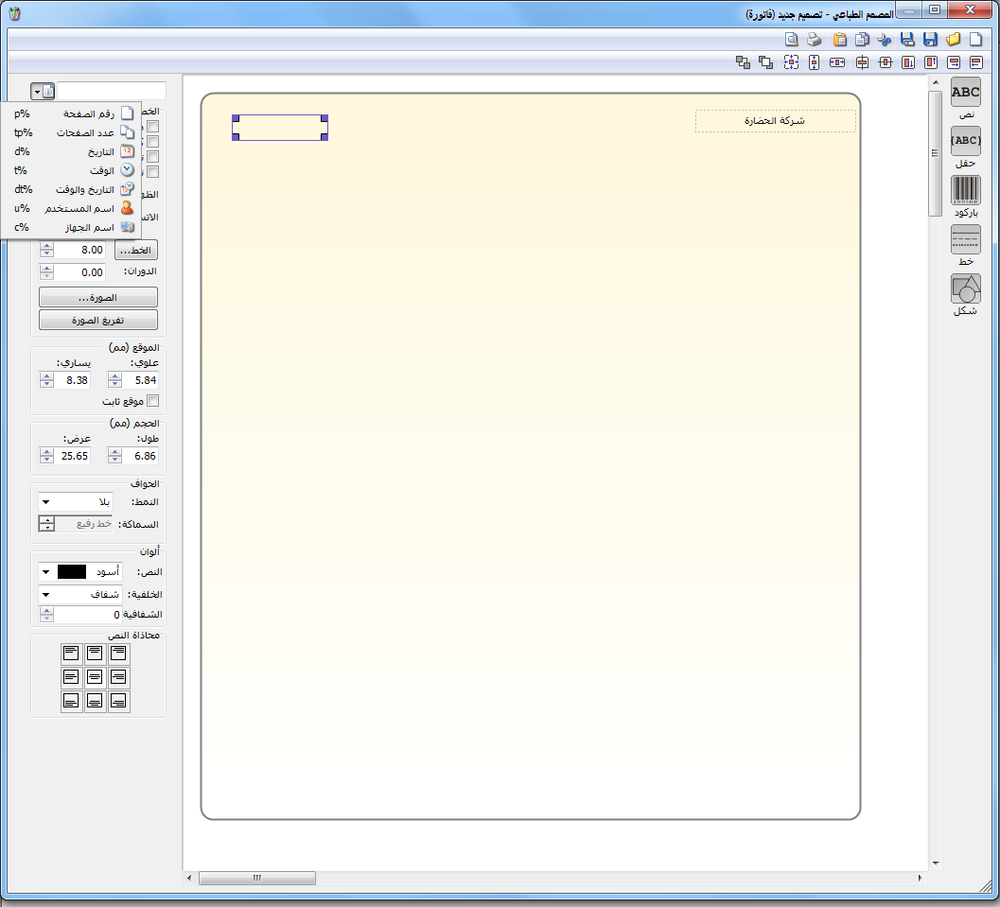 المصمم الطباعي - تصميم جديد (فاتورة)
ABC
نص
{ABC}
حقل
باركود
خط
شكل
شركة الحضارة
رقم الصفحة %p
عدد الصفحات %tp
التاريخ %d
الوقت %t
التاريخ والوقت %dt
اسم المستخدم %u
اسم الجهاز %c
الخط... 8.00
الدوران: 0.00
الصورة...
تفريغ الصورة
الموقع (مم)
علوي: يساري:
5.84 8.38
موقع ثابت
الحجم (مم)
طول: عرض:
6.86 25.65
الحواف
النمط: بلا
السماكة: خط رفيع
ألوان
النص: أسود
الخلفية: شفاف
الشفافية 0
محاذاة النص